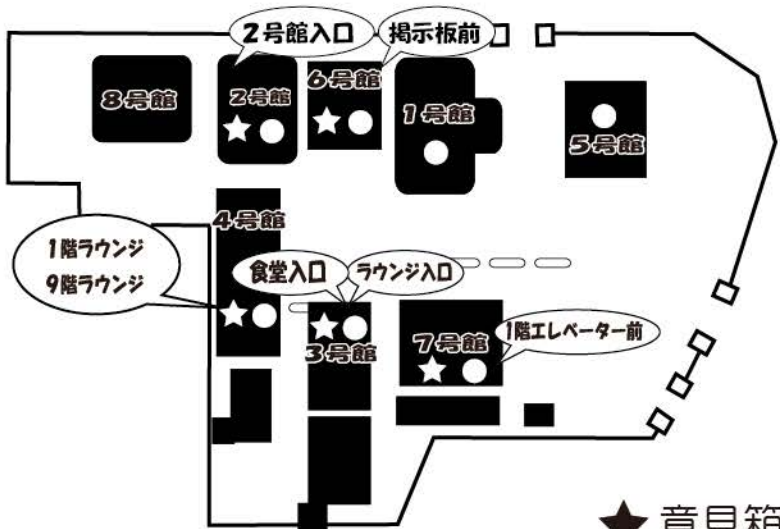 2号館入口
掲示板前
8号館
2号館
6号館
1号館
5号館
4号館
1階ラウンジ
9階ラウンジ
食堂入口
ラウンジ入口
3号館
7号館
1階エレベーター前
★意見箱